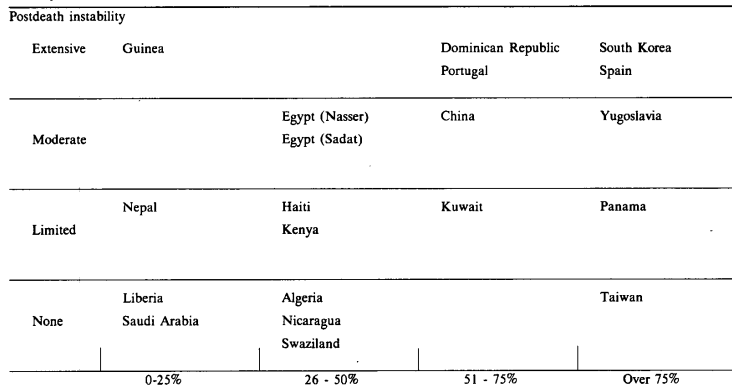 Postdeath instability
Extensive Guinea Dominican Republic South Korea
Portugal Spain
Egypt (Nasser) China Yugoslavia
Moderate Egypt (Sadat)
Nepal Haiti Kuwait Panama
Limited Kenya
Liberia Algeria Taiwan
None Saudi Arabia Nicaragua
Swaziland
0-25% 26 - 50% 51 - 75% Over 75%